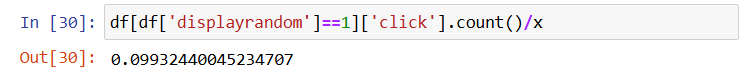 In [30]: df[df['displayrandom']==1]['click'].count()/x
Out[30]: 0.09932440045234707